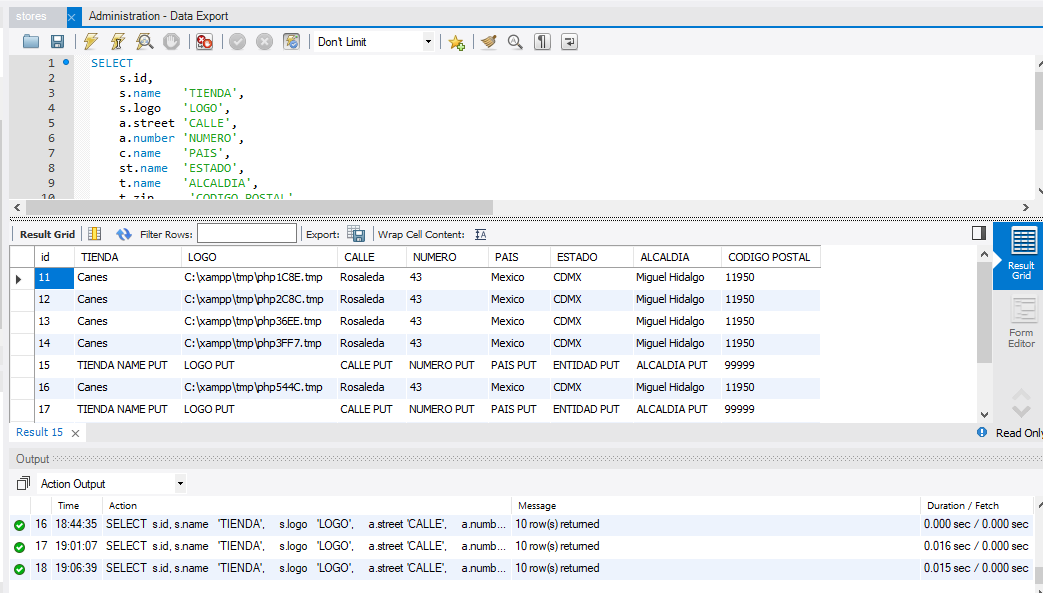 stores × Administration - Data Export
Don't Limit
1 SELECT
2 s.id,
3 s.name 'TIENDA',
4 s.logo 'LOGO',
5 a.street 'CALLE',
6 a.number 'NUMERO',
7 c.name 'PAIS',
8 st.name 'ESTADO',
9 t.name 'ALCALDIA',
10 t.zip 'CODIGO POSTAL'
Result Grid Filter Rows: Export: Wrap Cell Content:
id TIENDA LOGO CALLE NUMERO PAIS ESTADO ALCALDIA CODIGO POSTAL
11 Canes C:\xampp\tmp\php1C8E.tmp Rosaleda 43 Mexico CDMX Miguel Hidalgo 11950
12 Canes C:\xampp\tmp\php2C8C.tmp Rosaleda 43 Mexico CDMX Miguel Hidalgo 11950
13 Canes C:\xampp\tmp\php36EE.tmp Rosaleda 43 Mexico CDMX Miguel Hidalgo 11950
14 Canes C:\xampp\tmp\php3FF7.tmp Rosaleda 43 Mexico CDMX Miguel Hidalgo 11950
15 TIENDA NAME PUT LOGO PUT CALLE PUT NUMERO PUT PAIS PUT ENTIDAD PUT ALCALDIA PUT 99999
16 Canes C:\xampp\tmp\php544C.tmp Rosaleda 43 Mexico CDMX Miguel Hidalgo 11950
17 TIENDA NAME PUT LOGO PUT CALLE PUT NUMERO PUT PAIS PUT ENTIDAD PUT ALCALDIA PUT 99999
Result
Grid
Form
Editor
Result 15 × Read Only
Output
Action Output
Time Action Message Duration / Fetch
16 18:44:35 SELECT s.id, s.name 'TIENDA', s.logo 'LOGO', a.street 'CALLE', a.numb... 10 row(s) returned 0.000 sec / 0.000 sec
17 19:01:07 SELECT s.id, s.name 'TIENDA', s.logo 'LOGO', a.street 'CALLE', a.numb... 10 row(s) returned 0.016 sec / 0.000 sec
18 19:06:39 SELECT s.id, s.name 'TIENDA', s.logo 'LOGO', a.street 'CALLE', a.numb... 10 row(s) returned 0.015 sec / 0.000 sec